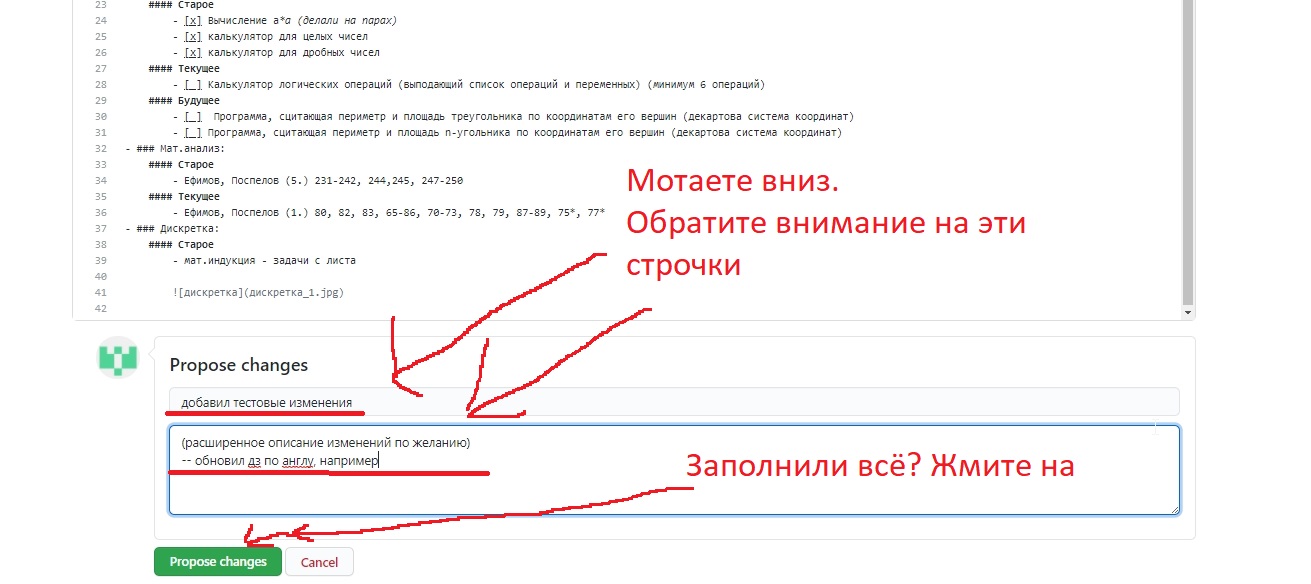 23 #### Старое
24 - [x] Вычисление a*a (делали на парах)
25 - [x] калькулятор для целых чисел
26 - [x] калькулятор для дробных чисел
27 #### Текущее
28 - [_] Калькулятор логических операций (выподающий список операций и переменных) (минимум 6 операций)
29 #### Будущее
30 - [_] Программа, сцитающая периметр и площадь треугольника по координатам его вершин (декартова система координат)
31 - [_] Программа, сцитающая периметр и площадь n-угольника по координатам его вершин (декартова система координат)
32 - ### Мат.анализ:
33 #### Старое
34 - Ефимов, Поспелов (5.) 231-242, 244,245, 247-250
35 #### Текущее
36 - Ефимов, Поспелов (1.) 80, 82, 83, 65-86, 70-73, 78, 79, 87-89, 75*, 77*
37 - ### Дискретка:
38 #### Старое
39 - мат.индукция - задачи с листа
40
41 ![дискретка](дискретка_1.jpg)
42
Мотаете вниз.
Обратите внимание на эти
строчки
Propose changes
добавил тестовые изменения
(расширенное описание изменений по желанию)
-- обновил дз по англу, например
Заполнили всё? Жмите на
Propose changes Cancel